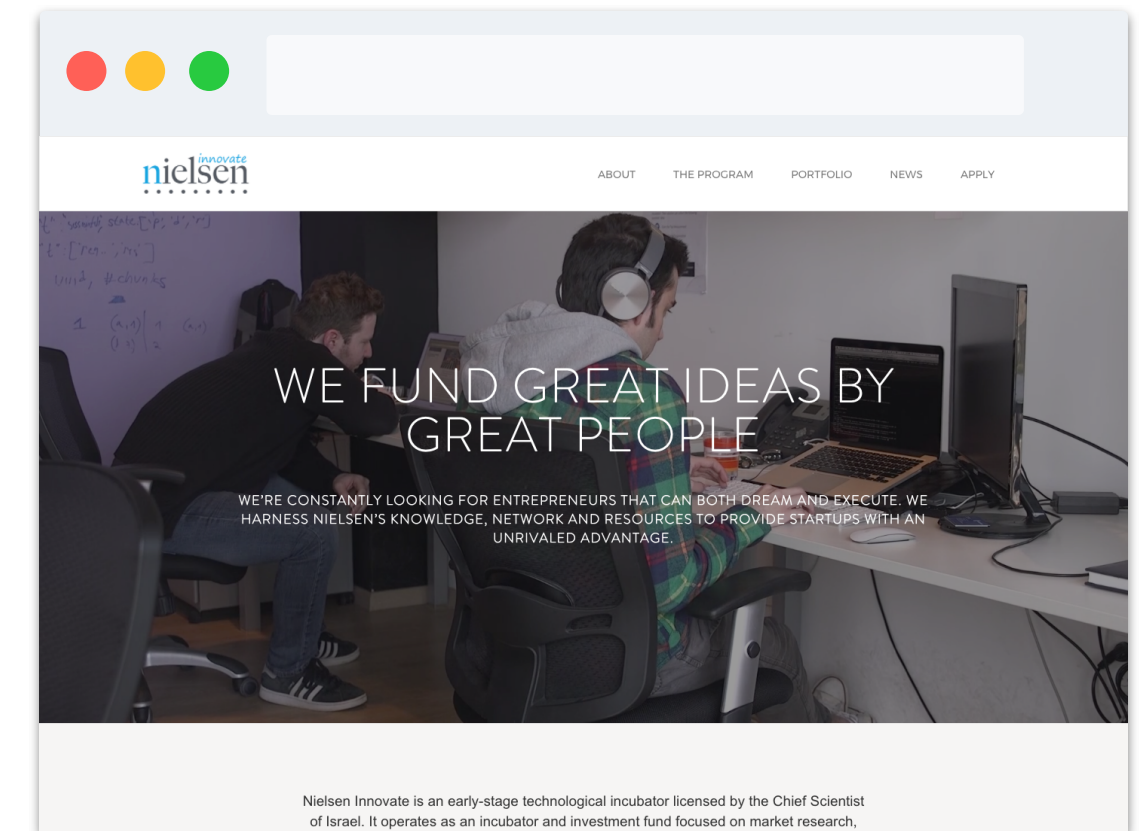 innovate
nielsen
ABOUT THE PROGRAM PORTFOLIO NEWS APPLY
WE FUND GREAT IDEAS BY
GREAT PEOPLE
WE'RE CONSTANTLY LOOKING FOR ENTREPRENEURS THAT CAN BOTH DREAM AND EXECUTE. WE
HARNESS NIELSEN'S KNOWLEDGE, NETWORK AND RESOURCES TO PROVIDE STARTUPS WITH AN
UNRIVALED ADVANTAGE.
Nielsen Innovate is an early-stage technological incubator licensed by the Chief Scientist
of Israel. It operates as an incubator and investment fund focused on market research,